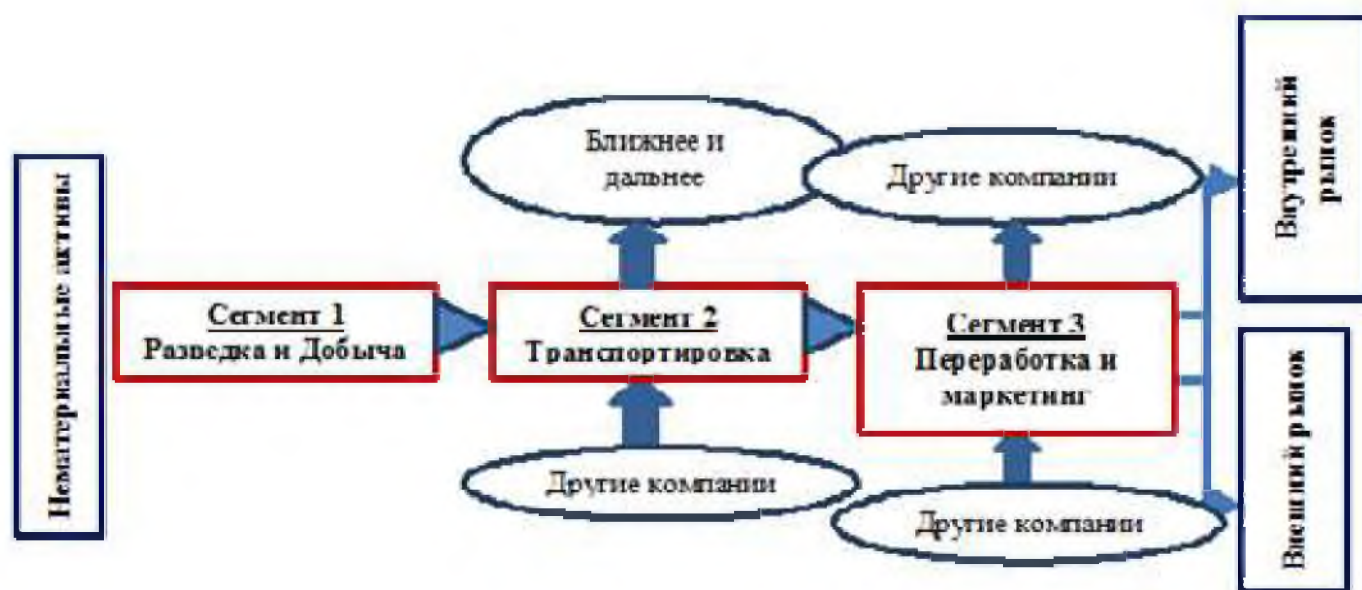 Нематериальные активы
Сегмент 1
Разведка и Добыча
Ближнее и
дальнее
Сегмент 2
Транспортировка
Другие компании
Другие компании
Сегмент 3
Переработка и
маркетинг
Другие компании
Внутренний
рынок
Внешний рынок